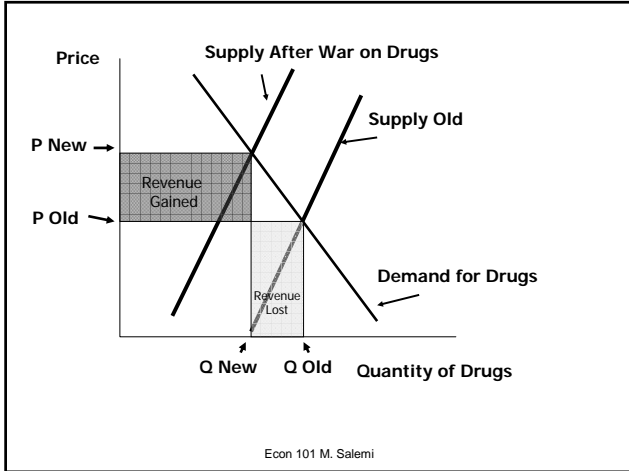 Supply After War on Drugs
Price
Supply Old
P New
Revenue
Gained
P Old
Demand for Drugs
Revenue
Lost
Q New
Q Old
Quantity of Drugs
Econ 101 M. Salemi